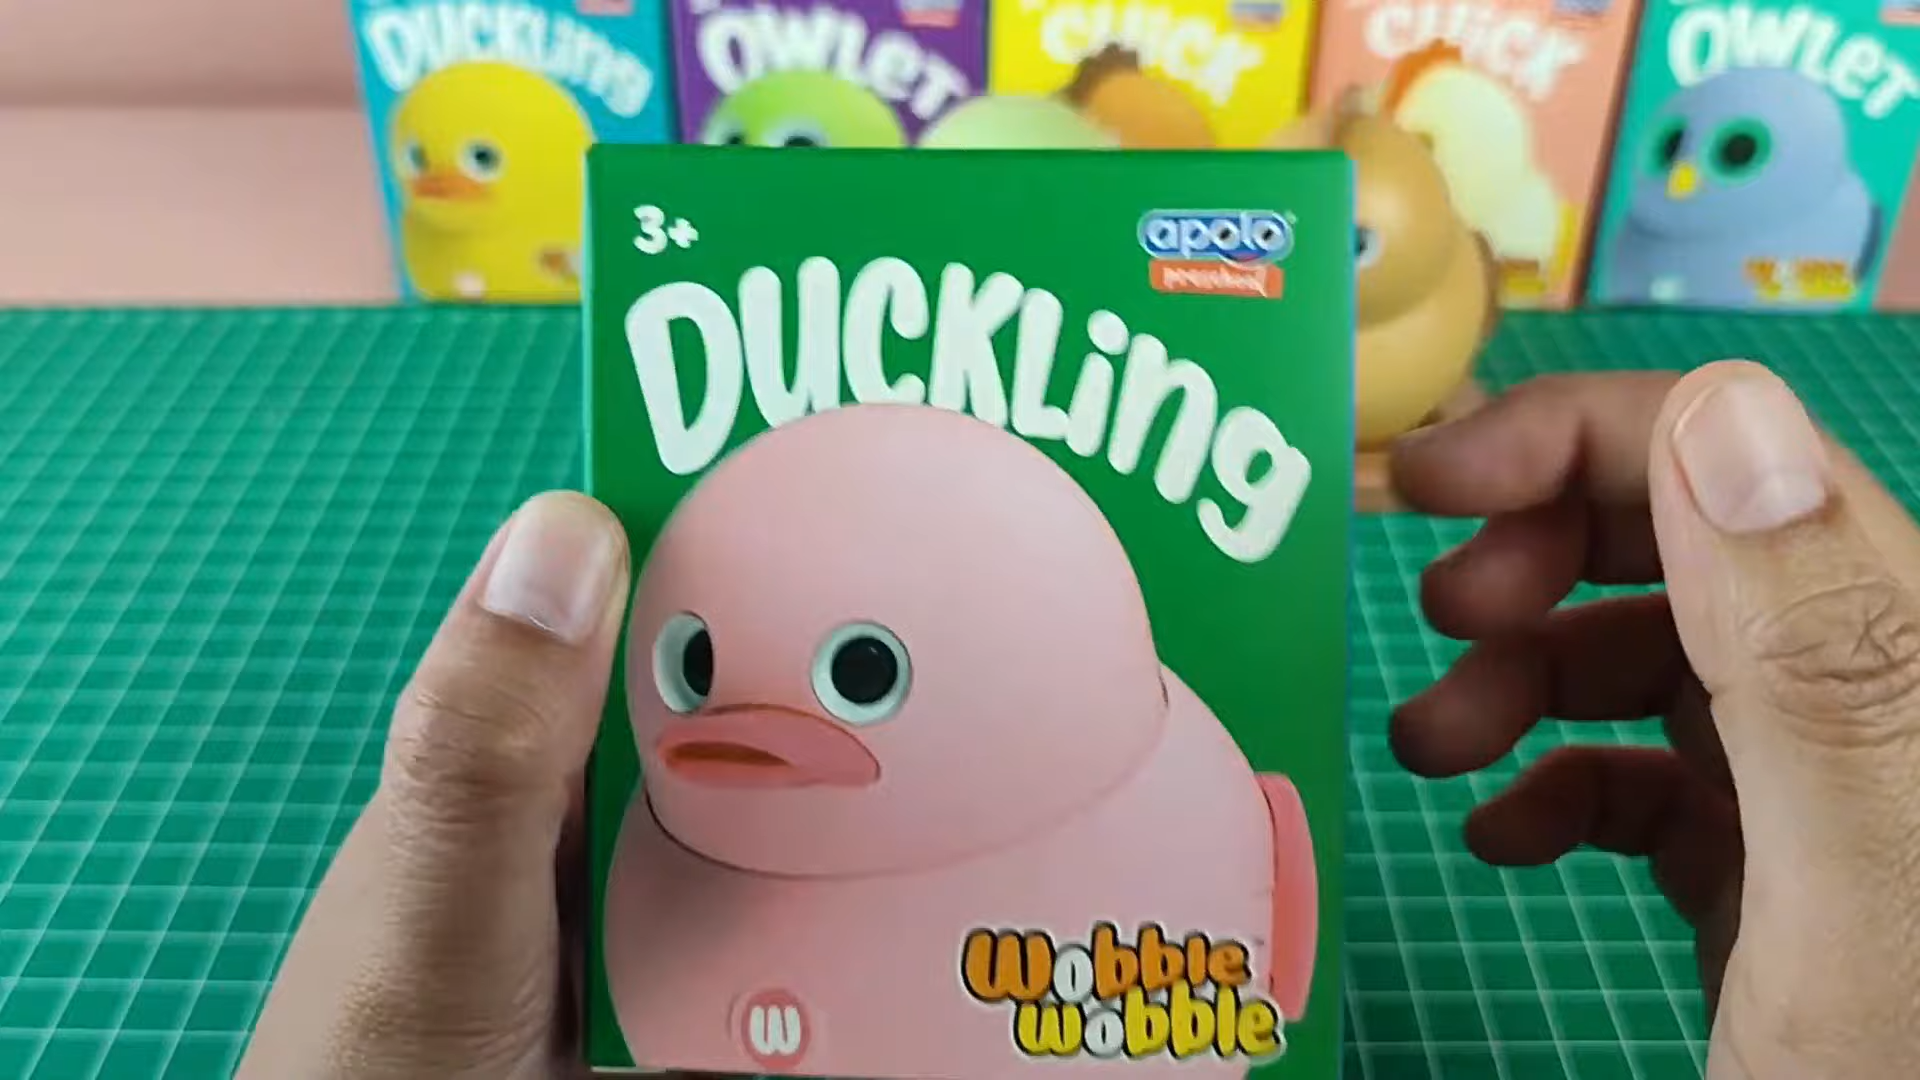 DUCKLing
OWLET
CHiCK
CHiCK
OWLET
3+
apolo
preschool
DUCKLing
Wobble
wobble
w